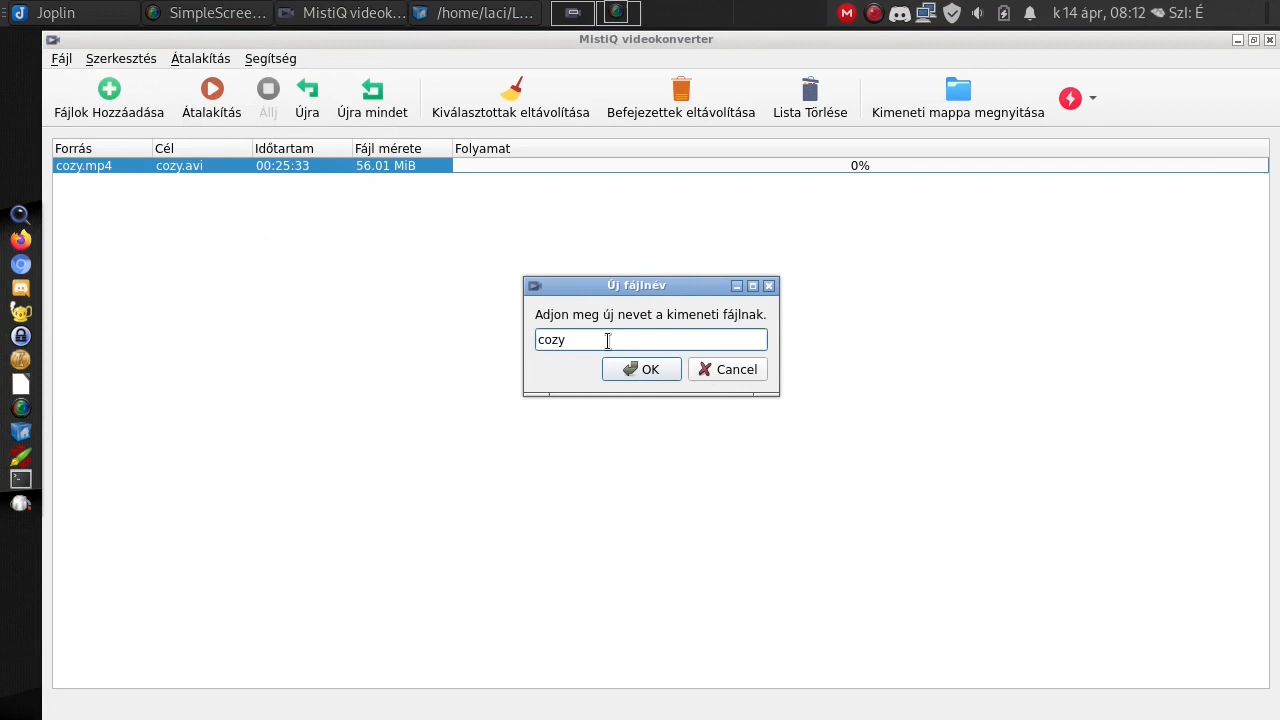 Joplin
SimpleScree...
MistiQ videok...
/home/laci/L...
k 14 ápr, 08:12
SzI: É
MistiQ videokonverter
Fájl
Szerkesztés
Átalakítás
Segítség
Fájlok Hozzáadása
Átalakítás
Állj
Újra
Újra mindet
Kiválasztottak eltávolítása
Befejezettek eltávolítása
Lista Törlése
Kimeneti mappa megnyitása
Forrás
Cél
Időtartam
Fájl mérete
Folyamat
cozy.mp4
cozy.avi
00:25:33
56.01 MiB
0%
Új fájlnév
Adjon meg új nevet a kimeneti fájlnak.
cozy
OK
Cancel